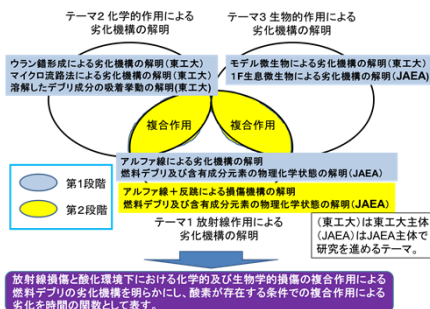 テーマ2 化学的作用による
劣化機構の解明
テーマ3 生物的作用による
劣化機構の解明
ウラン錯形成による劣化機構の解明(東工大)
マイクロ流路法による劣化機構の解明(東工大)
溶解したデブリ成分の吸着挙動の解明(東工大)
モデル微生物による劣化機構の解明(東工大)
1F生息微生物による劣化機構の解明(JAEA)
複合作用
複合作用
アルファ線による劣化機構の解明
燃料デブリ及び含有成分元素の物理化学状態の解明(JAEA)
アルファ線+反跳による損傷機構の解明
燃料デブリ及び含有成分元素の物理化学状態の解明(JAEA)
第1段階
第2段階
テーマ1 放射線作用による
劣化機構の解明
(東工大)は東工大主体
(JAEA)はJAEA主体で
研究を進めるテーマ。
放射線損傷と酸化環境下における化学的及び生物学的損傷の複合作用による
燃料デブリの劣化機構を明らかにし、酸素が存在する条件での複合作用による
劣化を時間の関数として表す。